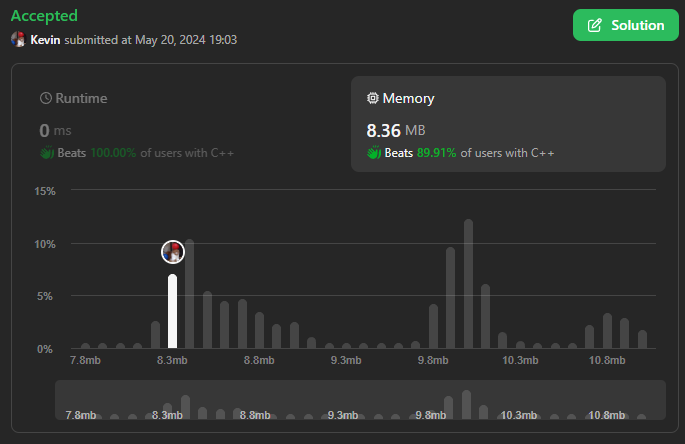 Accepted
Solution
Kevin submitted at May 20, 2024 19:03
Runtime
Memory
0 ms
8.36 MB
Beats 100.00% of users with C++
Beats 89.91% of users with C++
15%
10%
5%
0%
7.8mb 8.3mb 8.8mb 9.3mb 9.8mb 10.3mb 10.8mb
7.8mb 8.3mb 8.8mb 9.3mb 9.8mb 10.3mb 10.8mb